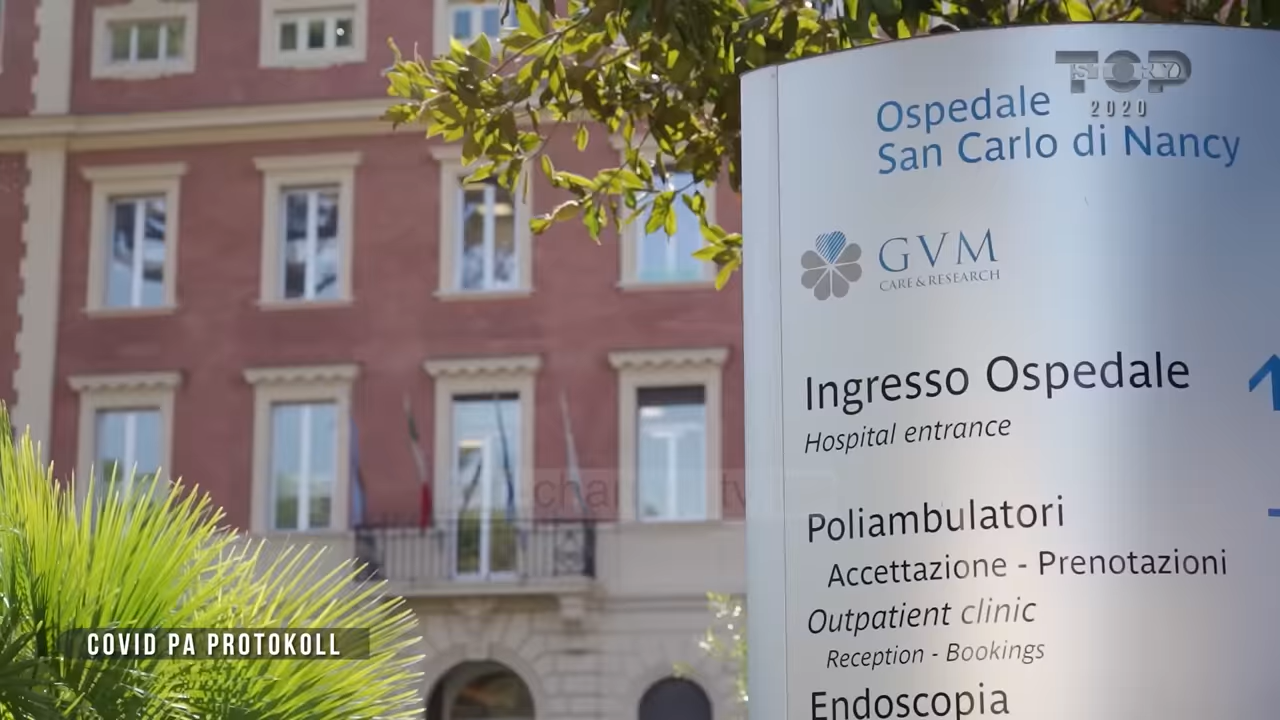 TOP
STORY
2020
Ospedale
San Carlo di Nancy
GVM
CARE & RESEARCH
Ingresso Ospedale
Hospital entrance
Poliambulatori
Accettazione - Prenotazioni
Outpatient clinic
Reception - Bookings
Endoscopia
COVID PA PROTOKOLL